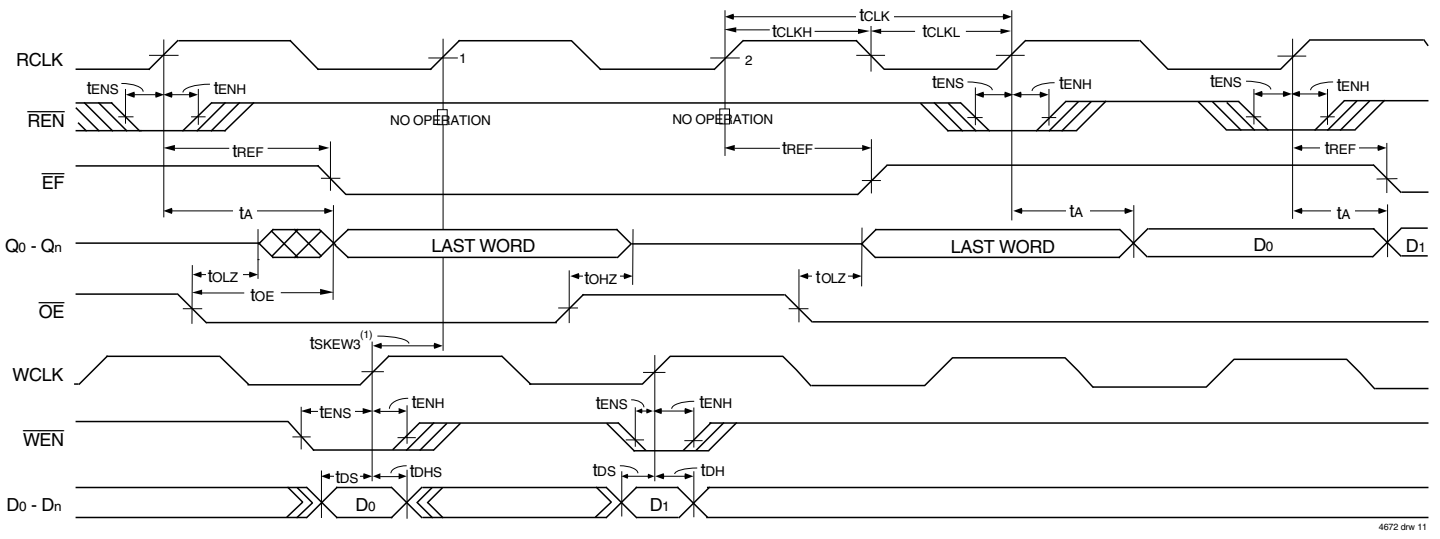 tCLK
tCLKH
tCLKL
RCLK
1
2
tENS
tENH
tENS
tENH
tENS
tENH
REN
NO OPERATION
NO OPERATION
tREF
tREF
tREF
EF
tA
tA
tA
Q0 - Qn
LAST WORD
LAST WORD
D0
D1
tOLZ
tOHZ
tOLZ
tOE
OE
tSKEW3(1)
WCLK
tENS
tENH
tENS
tENH
WEN
tDS
tDHS
tDS
tDH
D0 - Dn
D0
D1
4672 drw 11